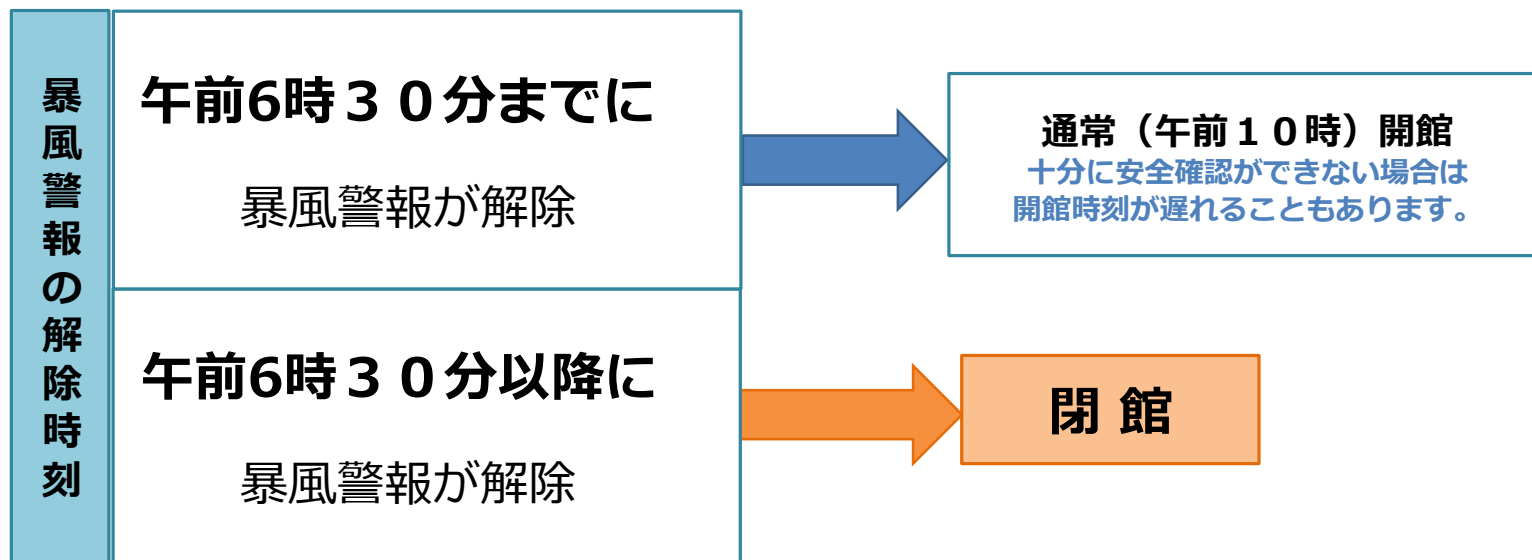 暴風警報の解除時刻
午前6時３０分までに
暴風警報が解除
通常（午前１０時）開館
十分に安全確認ができない場合は
開館時刻が遅れることもあります。
午前6時３０分以降に
暴風警報が解除
閉 館